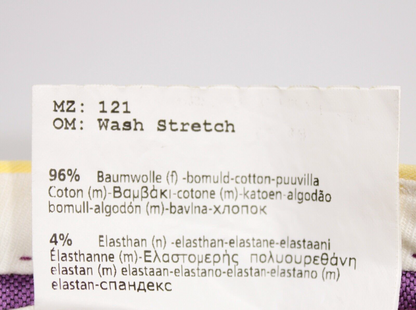 MZ: 121
OM: Wash Stretch
96% Baumwolle (f) -bomuld-cotton-puuvilla
Coton (m)-Βαμβάκι-cotone (m)-katoen-algodão
bomull-algodón (m)-bavlna-хлопок
4% Elasthan (n) -elasthan-elastane-elastaani
Élasthanne (m)-Ελαστομερής πολυουρεθάνη
elastan (m) elastaan-elastano-elastan-elastano (m)
elastan-спандекс